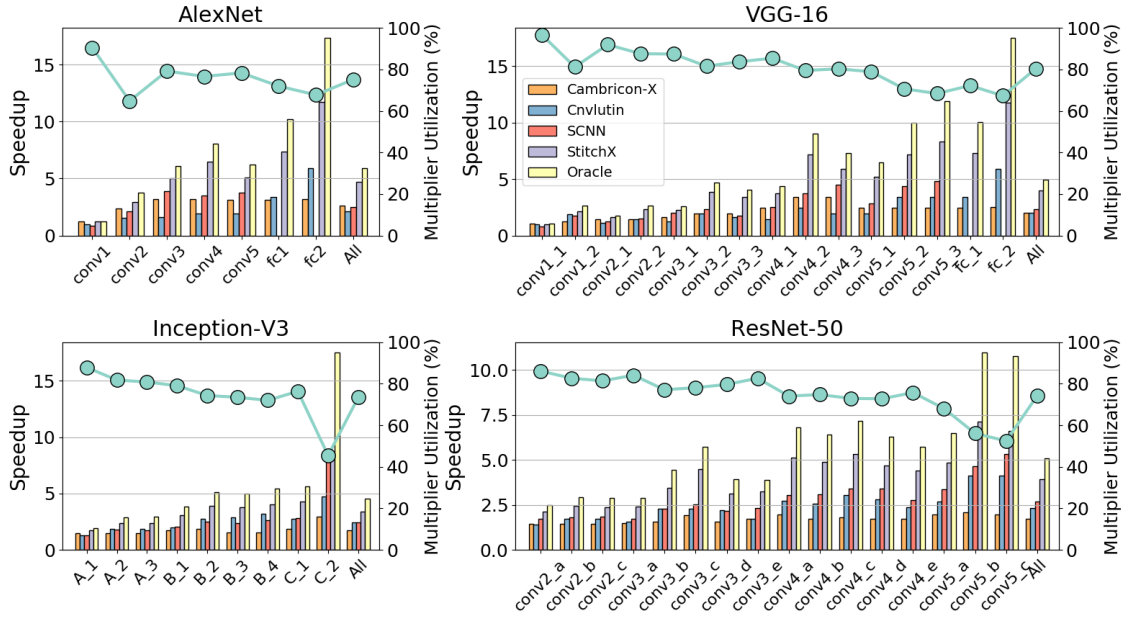 AlexNet
Speedup
15
10
5
0
100
80
60
40
20
0
Multiplier Utilization (%)
conv1
conv2
conv3
conv4
conv5
fc1
fc2
All
VGG-16
Speedup
15
10
5
0
Cambricon-X
Cnvlutin
SCNN
StitchX
Oracle
100
80
60
40
20
0
Multiplier Utilization (%)
conv1_1
conv1_2
conv2_1
conv2_2
conv3_1
conv3_2
conv3_3
conv4_1
conv4_2
conv4_3
conv5_1
conv5_2
conv5_3
fc_1
fc_2
All
Inception-V3
Speedup
15
10
5
0
100
80
60
40
20
0
Multiplier Utilization (%)
A_1
A_2
A_3
B_1
B_2
B_3
B_4
C_1
C_2
All
ResNet-50
Speedup
10.0
7.5
5.0
2.5
0.0
100
80
60
40
20
0
Multiplier Utilization (%)
conv2_a
conv2_b
conv2_c
conv3_a
conv3_b
conv3_c
conv3_d
conv3_e
conv4_a
conv4_b
conv4_c
conv4_d
conv4_e
conv5_a
conv5_b
conv5_c
All